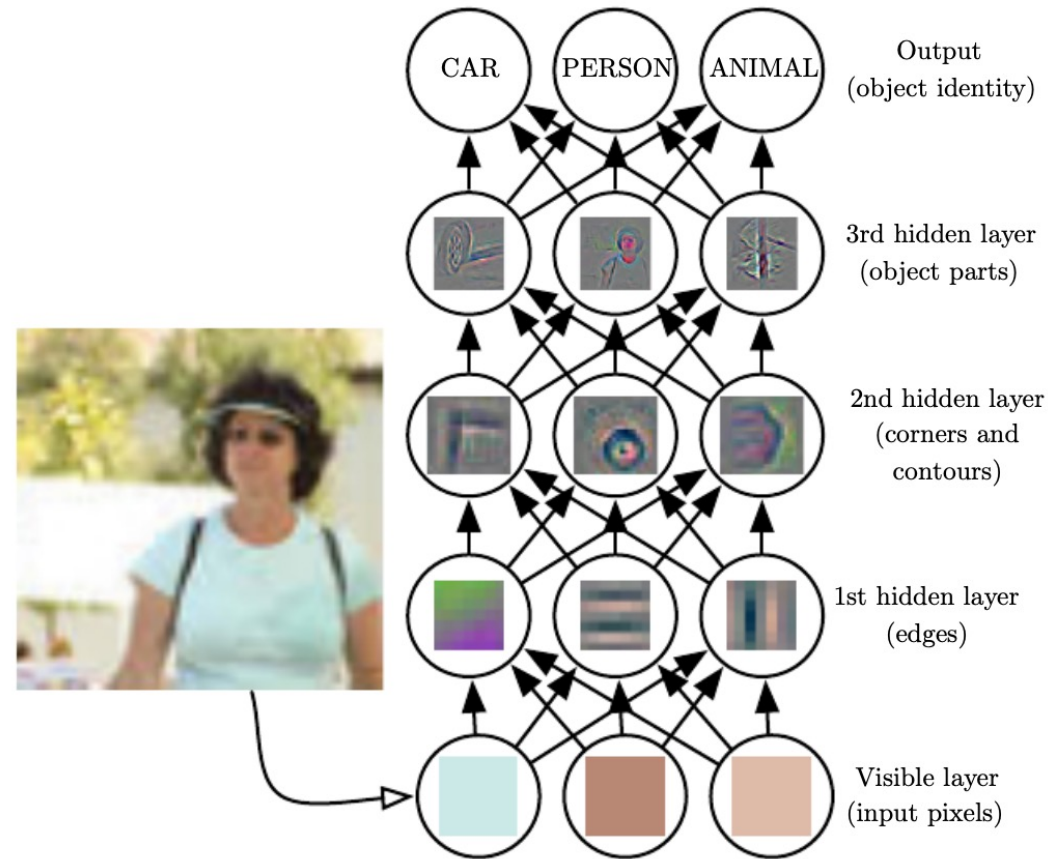 CAR PERSON ANIMAL
Output
(object identity)
3rd hidden layer
(object parts)
2nd hidden layer
(corners and
contours)
1st hidden layer
(edges)
Visible layer
(input pixels)